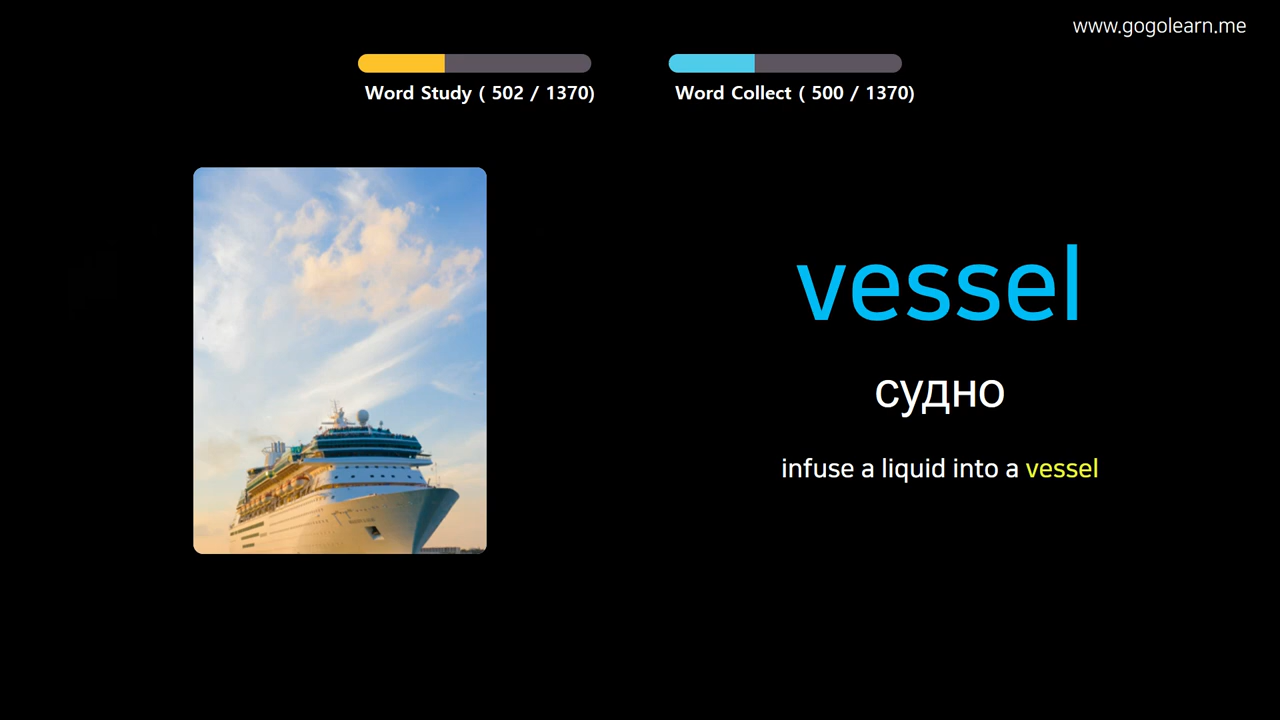 www.gogolearn.me
Word Study ( 502 / 1370)
Word Collect ( 500 / 1370)
vessel
судно
infuse a liquid into a vessel